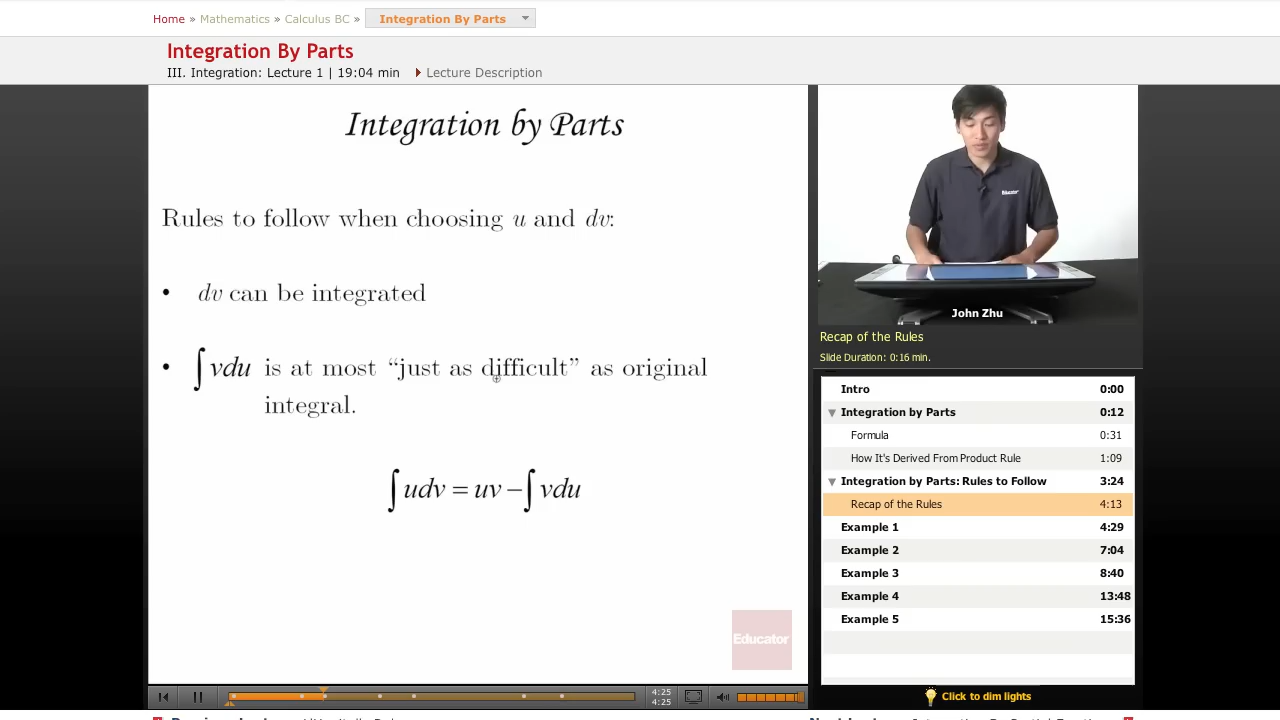 Home » Mathematics » Calculus BC » Integration By Parts
Integration By Parts
III. Integration: Lecture 1 | 19:04 min Lecture Description
Integration by Parts
Rules to follow when choosing u and dv:
• dv can be integrated
• ∫vdu is at most “just as difficult” as original
integral.
∫udv = uv − ∫vdu
Educator
Educator
John Zhu
Recap of the Rules
Slide Duration: 0:16 min.
Intro 0:00
Integration by Parts 0:12
Formula 0:31
How It's Derived From Product Rule 1:09
Integration by Parts: Rules to Follow 3:24
Recap of the Rules 4:13
Example 1 4:29
Example 2 7:04
Example 3 8:40
Example 4 13:48
Example 5 15:36
4:25
4:25
Click to dim lights